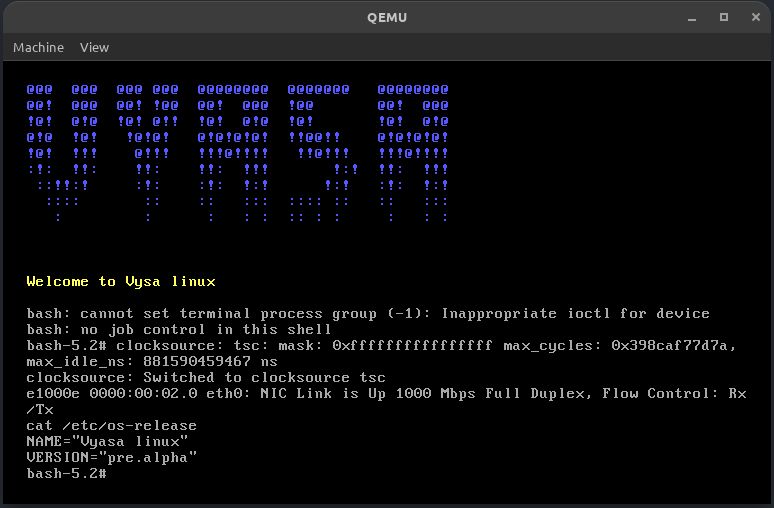 QEMU
Machine View
@@@  @@@  @@@ @@@  @@@@@@@@  @@@@@@@   @@@@@@@@
@@!  @@@  @@! !@@  @@!  @@@  !@@       @@!  @@@
!@!  @!@  !@! @!!  !@!  @!@  !@!       !@!  @!@
@!@  !@!   !@!@!   @!@!@!@!  !!@@!!    @!@!@!@!
!@!  !!!    @!!!   !!!@!!!!   !!@!!!   !!!@!!!!
:!:  !!:    !!:    !!:  !!!       !:!  !!:  !!!
 ::!!:!     :!:    :!:  !:!      !:!   :!:  !:!
  ::::       ::    ::   :::  :::: ::   ::   :::
   :         :      :   : :  :: : :     :   : :
Welcome to Vysa linux
bash: cannot set terminal process group (-1): Inappropriate ioctl for device
bash: no job control in this shell
bash-5.2# clocksource: tsc: mask: 0xffffffffffffffff max_cycles: 0x398caf77d7a,
max_idle_ns: 881590459467 ns
clocksource: Switched to clocksource tsc
e1000e 0000:00:02.0 eth0: NIC Link is Up 1000 Mbps Full Duplex, Flow Control: Rx
/Tx
cat /etc/os-release
NAME="Vyasa linux"
VERSION="pre.alpha"
bash-5.2#